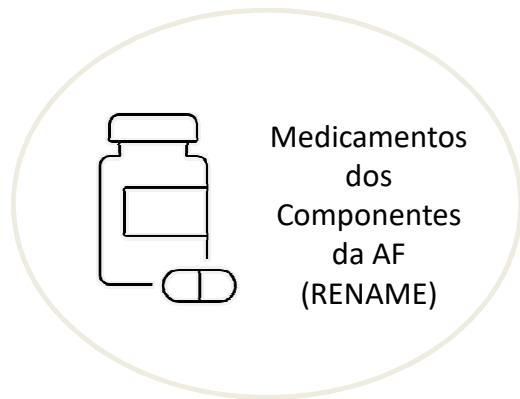 Medicamentos
dos
Componentes
da AF
(RENAME)